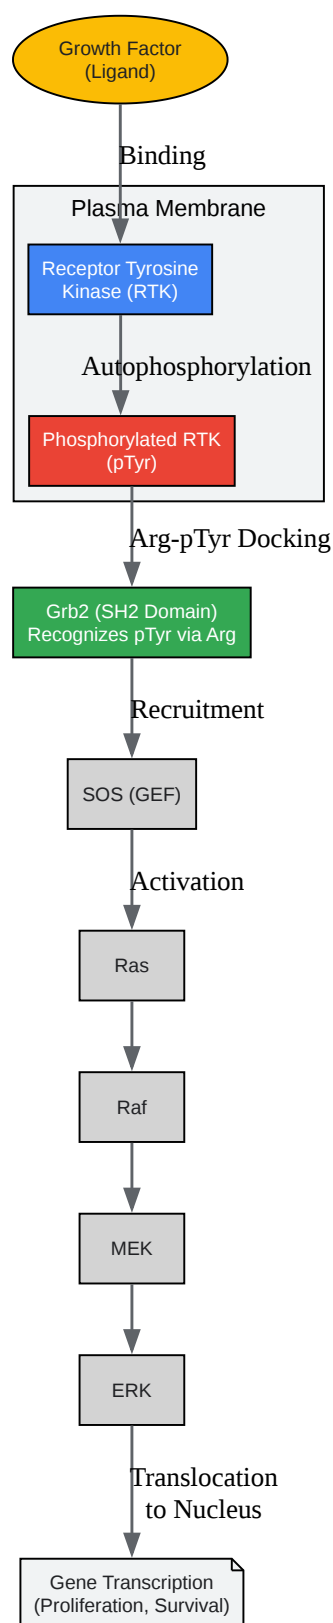 Growth Factor
(Ligand)
Binding
Plasma Membrane
Receptor Tyrosine
Kinase (RTK)
Autophosphorylation
Phosphorylated RTK
(pTyr)
Arg-pTyr Docking
Grb2 (SH2 Domain)
Recognizes pTyr via Arg
Recruitment
SOS (GEF)
Activation
Ras
Raf
MEK
ERK
Translocation
to Nucleus
Gene Transcription
(Proliferation, Survival)